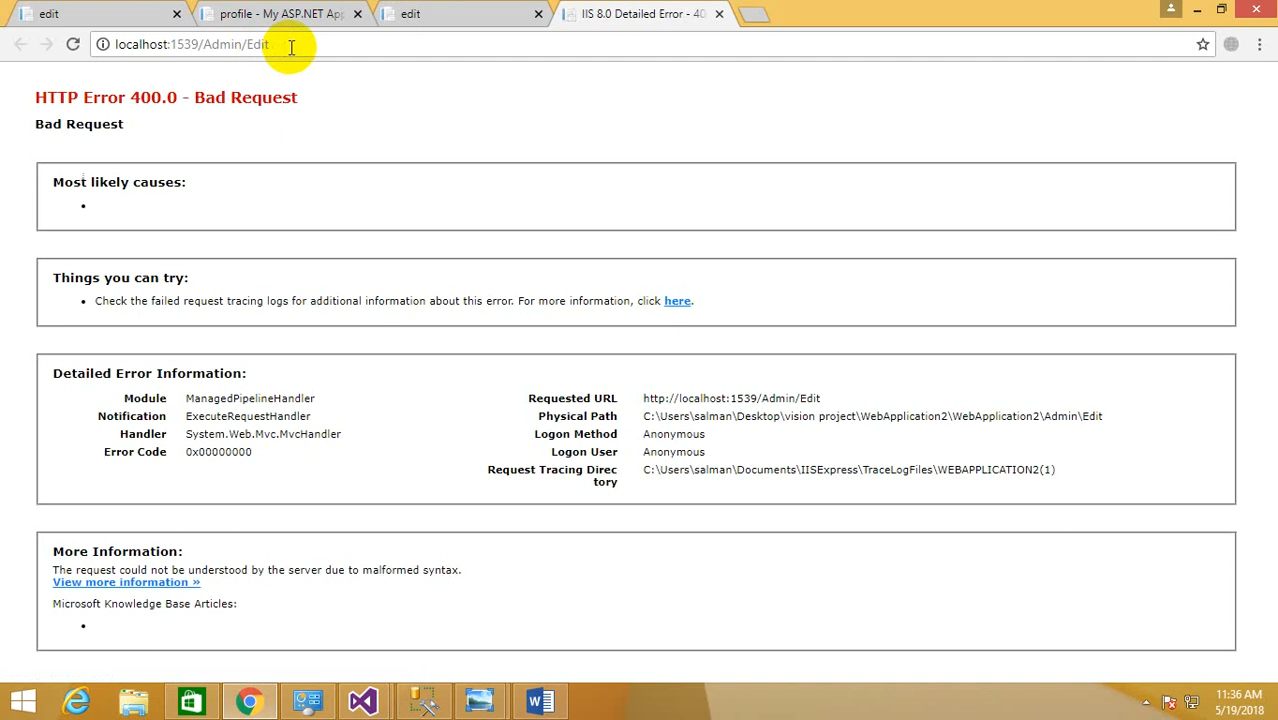 edit
profile - My ASP.NET App
edit
IIS 8.0 Detailed Error - 40
localhost:1539/Admin/Edit
HTTP Error 400.0 - Bad Request
Bad Request
Most likely causes:
•
Things you can try:
• Check the failed request tracing logs for additional information about this error. For more information, click here.
Detailed Error Information:
Module ManagedPipelineHandler
Notification ExecuteRequestHandler
Handler System.Web.Mvc.MvcHandler
Error Code 0x00000000
Requested URL http://localhost:1539/Admin/Edit
Physical Path C:\Users\salman\Desktop\vision project\WebApplication2\WebApplication2\Admin\Edit
Logon Method Anonymous
Logon User Anonymous
Request Tracing Direc C:\Users\salman\Documents\IISExpress\TraceLogFiles\WEBAPPLICATION2(1)
tory
More Information:
The request could not be understood by the server due to malformed syntax.
View more information »
Microsoft Knowledge Base Articles:
•
11:36 AM
5/19/2018